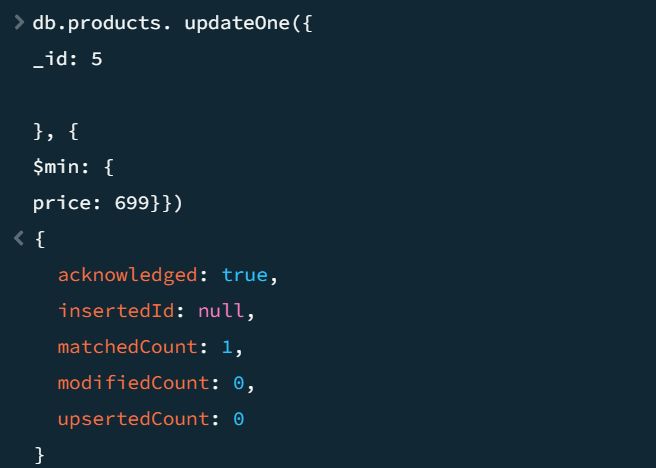 > db.products. updateOne({
_id: 5
}, {
$min: {
price: 699}})
< {
acknowledged: true,
insertedId: null,
matchedCount: 1,
modifiedCount: 0,
upsertedCount: 0
}